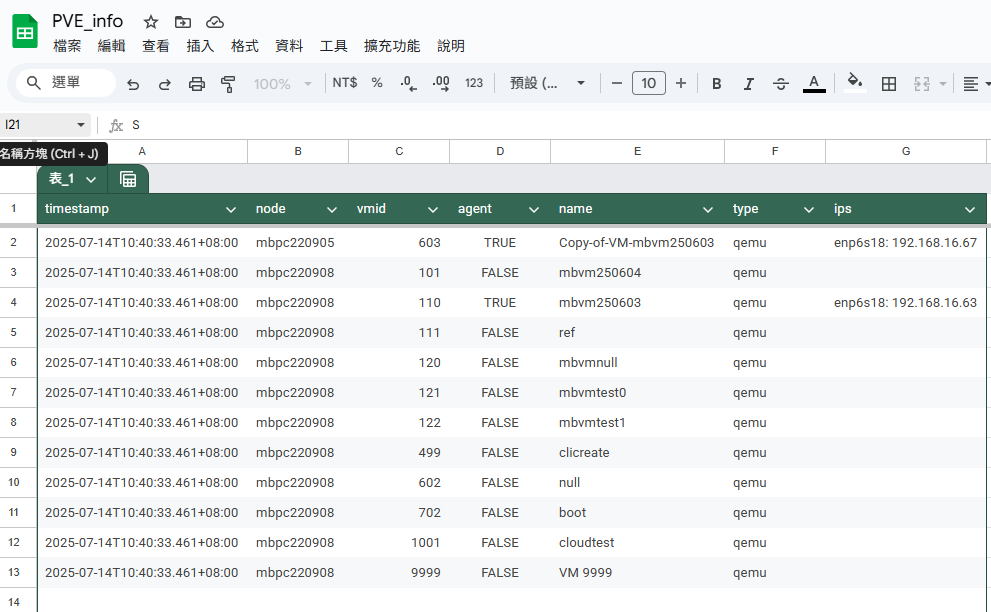 PVE_info
檔案 編輯 查看 插入 格式 資料 工具 擴充功能 說明
選單 100% NT$ % .0 .00 123 預設 (... 10 B I A
I21 fx S
名稱方塊 (Ctrl + J) A B C D E F G
表_1
1 timestamp node vmid agent name type ips
2 2025-07-14T10:40:33.461+08:00 mbpc220905 603 TRUE Copy-of-VM-mbvm250603 qemu enp6s18: 192.168.16.67
3 2025-07-14T10:40:33.461+08:00 mbpc220908 101 FALSE mbvm250604 qemu
4 2025-07-14T10:40:33.461+08:00 mbpc220908 110 TRUE mbvm250603 qemu enp6s18: 192.168.16.63
5 2025-07-14T10:40:33.461+08:00 mbpc220908 111 FALSE ref qemu
6 2025-07-14T10:40:33.461+08:00 mbpc220908 120 FALSE mbvmnull qemu
7 2025-07-14T10:40:33.461+08:00 mbpc220908 121 FALSE mbvmtest0 qemu
8 2025-07-14T10:40:33.461+08:00 mbpc220908 122 FALSE mbvmtest1 qemu
9 2025-07-14T10:40:33.461+08:00 mbpc220908 499 FALSE clicreate qemu
10 2025-07-14T10:40:33.461+08:00 mbpc220908 602 FALSE null qemu
11 2025-07-14T10:40:33.461+08:00 mbpc220908 702 FALSE boot qemu
12 2025-07-14T10:40:33.461+08:00 mbpc220908 1001 FALSE cloudtest qemu
13 2025-07-14T10:40:33.461+08:00 mbpc220908 9999 FALSE VM 9999 qemu
14